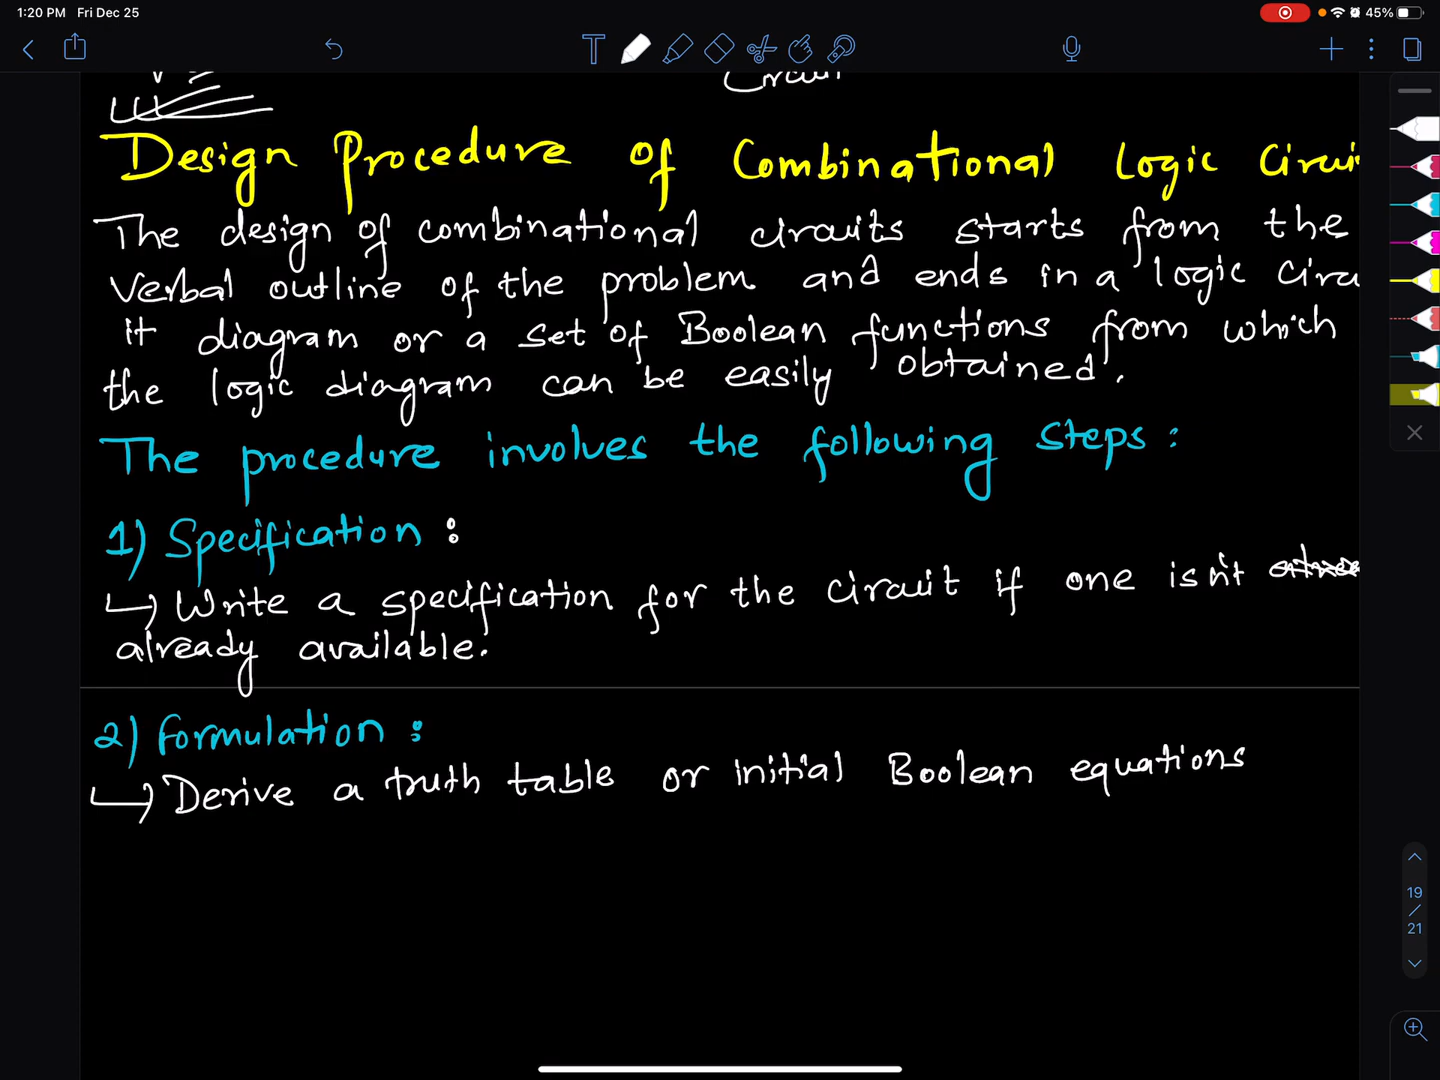 1:20 PM Fri Dec 25
45%
Circuit
Design Procedure of Combinational Logic Circui
The design of combinational circuits starts from the
verbal outline of the problem and ends in a logic circu
it diagram or a set of Boolean functions from which
the logic diagram can be easily obtained.
The procedure involves the following steps:
1) Specification:
↳ Write a specification for the circuit if one isn't
already available.
2) Formulation:
↳ Derive a truth table or initial Boolean equations
19
/
21